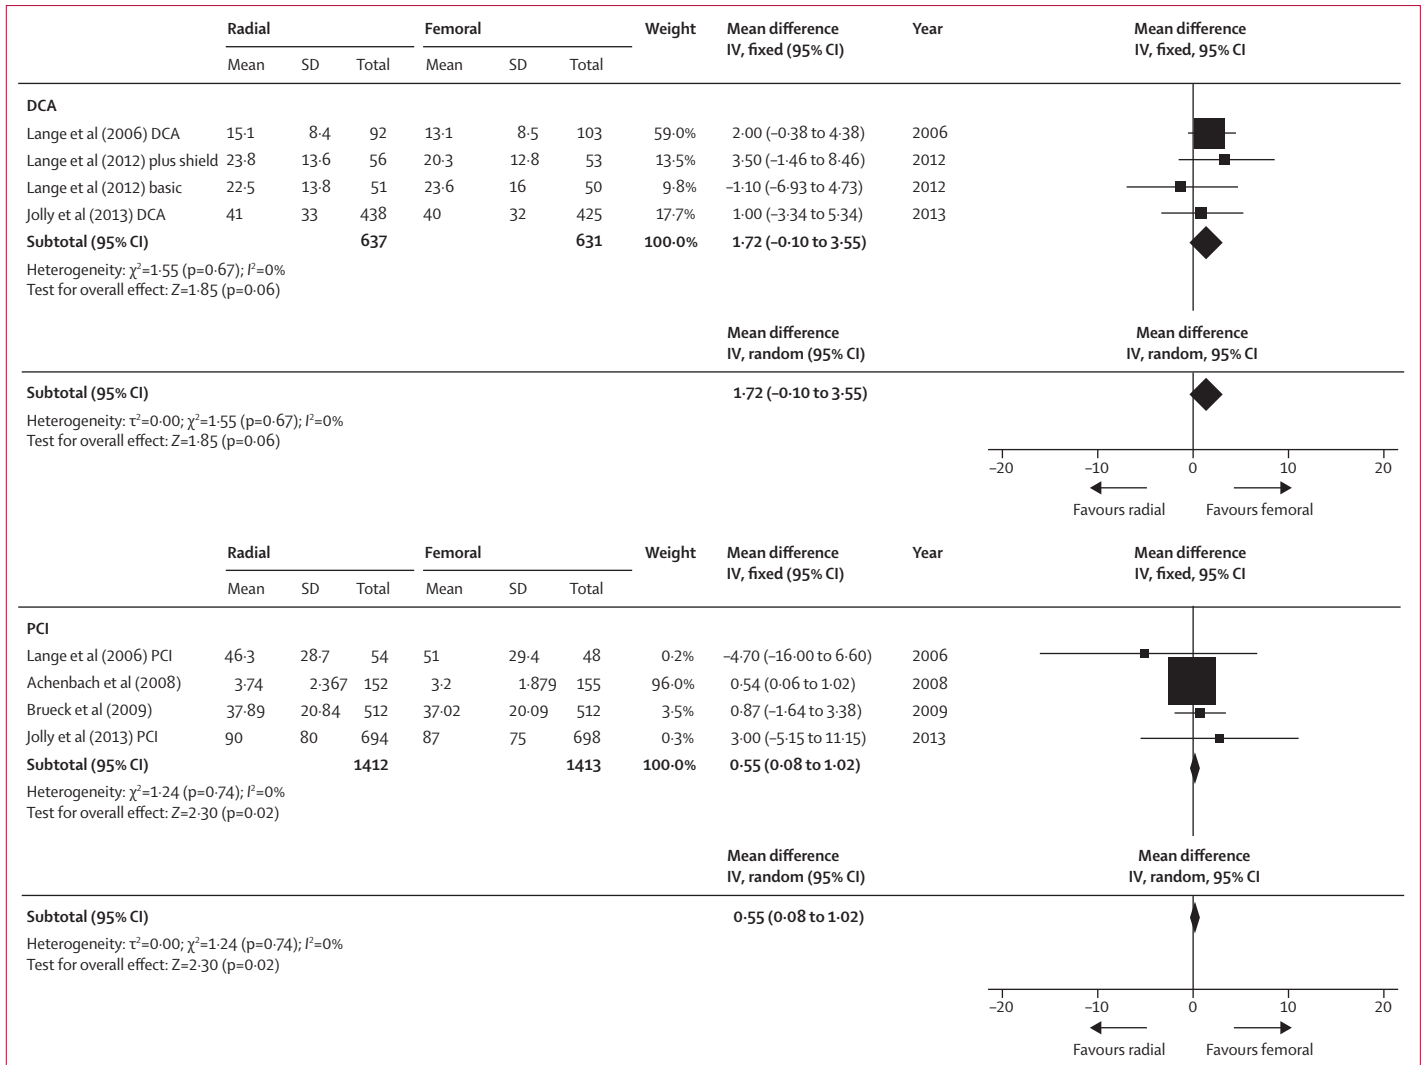 Radial Femoral Weight Mean difference Year Mean difference
IV, fixed (95% CI) IV, fixed, 95% CI
Mean SD Total Mean SD Total
DCA
Lange et al (2006) DCA 15·1 8·4 92 13·1 8·5 103 59·0% 2·00 (–0·38 to 4·38) 2006
Lange et al (2012) plus shield 23·8 13·6 56 20·3 12·8 53 13·5% 3·50 (–1·46 to 8·46) 2012
Lange et al (2012) basic 22·5 13·8 51 23·6 16 50 9·8% –1·10 (–6·93 to 4·73) 2012
Jolly et al (2013) DCA 41 33 438 40 32 425 17·7% 1·00 (–3·34 to 5·34) 2013
Subtotal (95% CI) 637 631 100·0% 1·72 (–0·10 to 3·55)
Heterogeneity: χ²=1·55 (p=0·67); I²=0%
Test for overall effect: Z=1·85 (p=0·06)
Mean difference Mean difference
IV, random (95% CI) IV, random, 95% CI
Subtotal (95% CI) 1·72 (–0·10 to 3·55)
Heterogeneity: τ²=0·00; χ²=1·55 (p=0·67); I²=0%
Test for overall effect: Z=1·85 (p=0·06)
–20 –10 0 10 20
Favours radial Favours femoral
Radial Femoral Weight Mean difference Year Mean difference
IV, fixed (95% CI) IV, fixed, 95% CI
Mean SD Total Mean SD Total
PCI
Lange et al (2006) PCI 46·3 28·7 54 51 29·4 48 0·2% –4·70 (–16·00 to 6·60) 2006
Achenbach et al (2008) 3·74 2·367 152 3·2 1·879 155 96·0% 0·54 (0·06 to 1·02) 2008
Brueck et al (2009) 37·89 20·84 512 37·02 20·09 512 3·5% 0·87 (–1·64 to 3·38) 2009
Jolly et al (2013) PCI 90 80 694 87 75 698 0·3% 3·00 (–5·15 to 11·15) 2013
Subtotal (95% CI) 1412 1413 100·0% 0·55 (0·08 to 1·02)
Heterogeneity: χ²=1·24 (p=0·74); I²=0%
Test for overall effect: Z=2·30 (p=0·02)
Mean difference Mean difference
IV, random (95% CI) IV, random, 95% CI
Subtotal (95% CI) 0·55 (0·08 to 1·02)
Heterogeneity: τ²=0·00; χ²=1·24 (p=0·74); I²=0%
Test for overall effect: Z=2·30 (p=0·02)
–20 –10 0 10 20
Favours radial Favours femoral